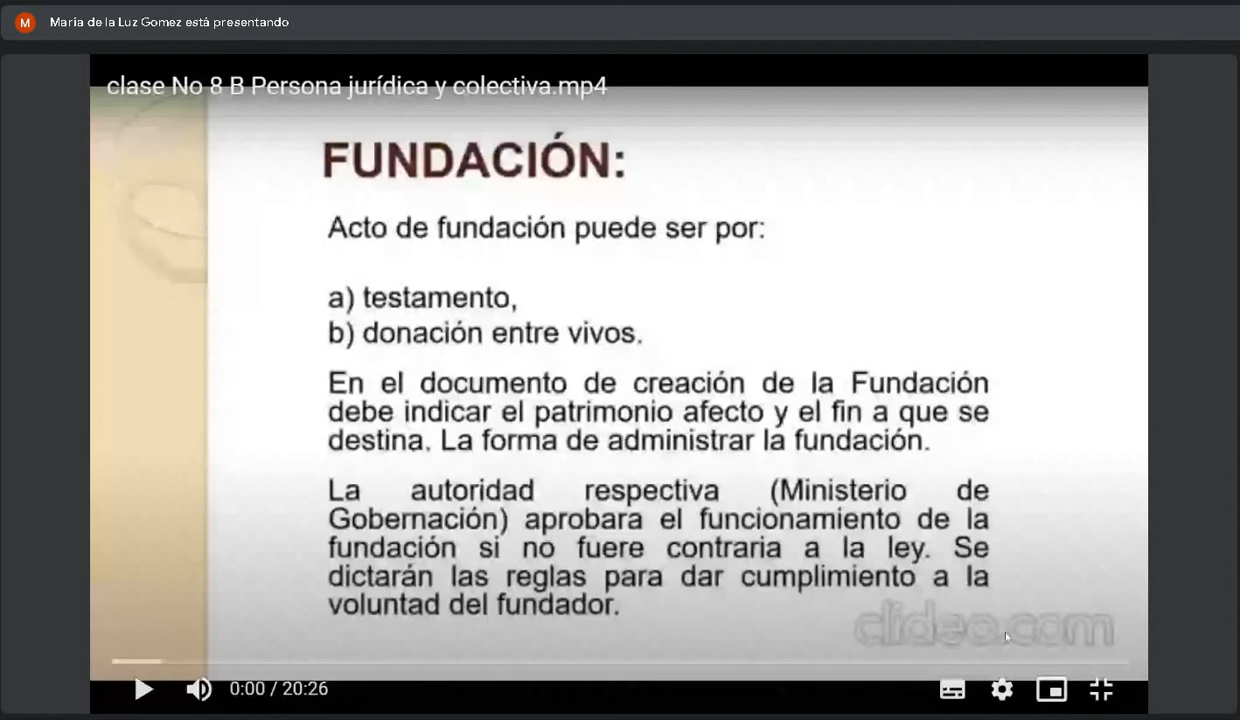 M María de la Luz Gomez está presentando
clase No 8 B Persona jurídica y colectiva.mp4
FUNDACIÓN:
Acto de fundación puede ser por:
a) testamento,
b) donación entre vivos.
En el documento de creación de la Fundación
debe indicar el patrimonio afecto y el fin a que se
destina. La forma de administrar la fundación.
La autoridad respectiva (Ministerio de
Gobernación) aprobara el funcionamiento de la
fundación si no fuere contraria a la ley. Se
dictarán las reglas para dar cumplimiento a la
voluntad del fundador.
clideo.com
0:00 / 20:26